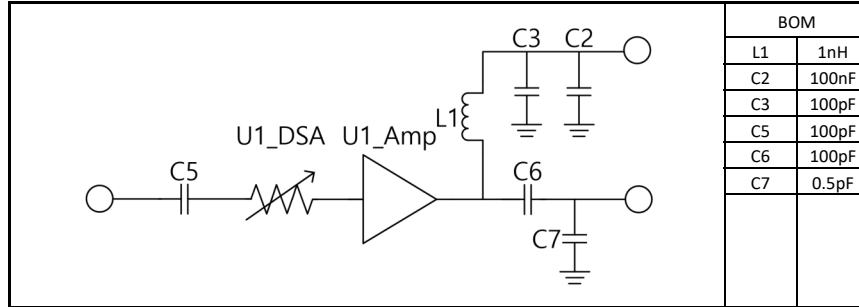 C3 C2
L1
U1_DSA U1_Amp
C5
C6
C7
BOM
L1 1nH
C2 100nF
C3 100pF
C5 100pF
C6 100pF
C7 0.5pF